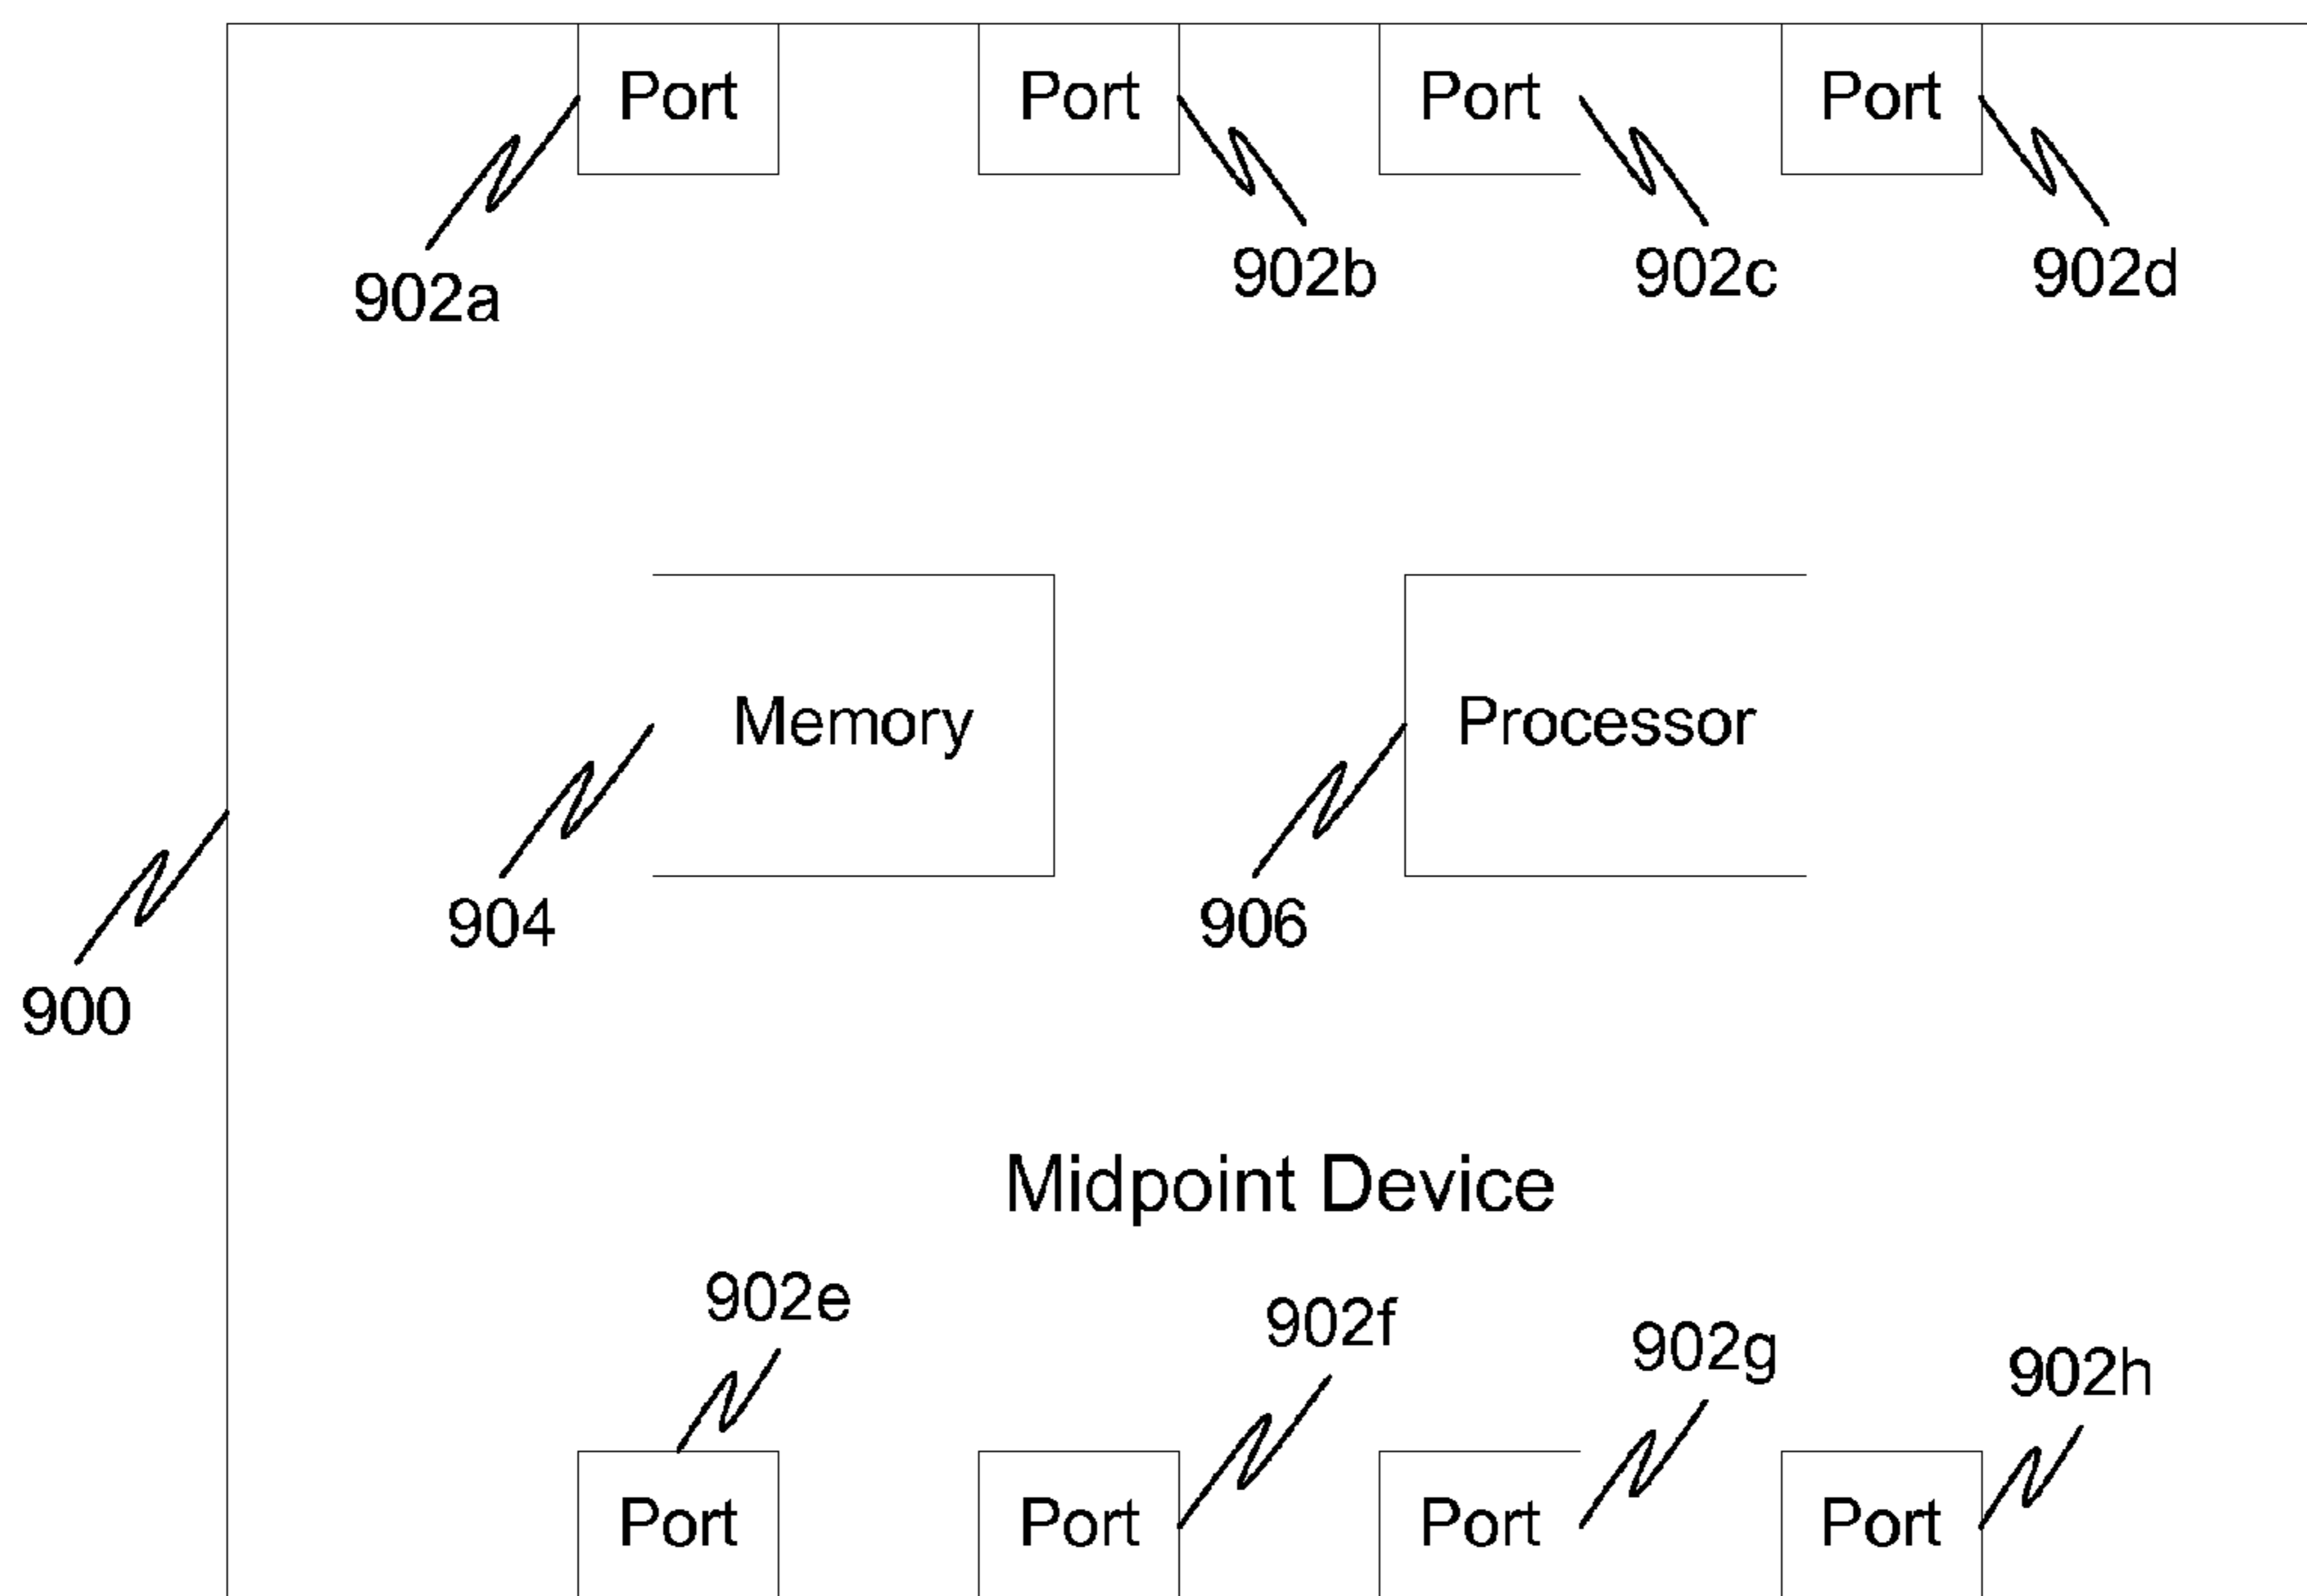 Port Port Port Port
902a 902b 902c 902d
Memory Processor
904 906
900
Midpoint Device
902e 902f 902g 902h
Port Port Port Port